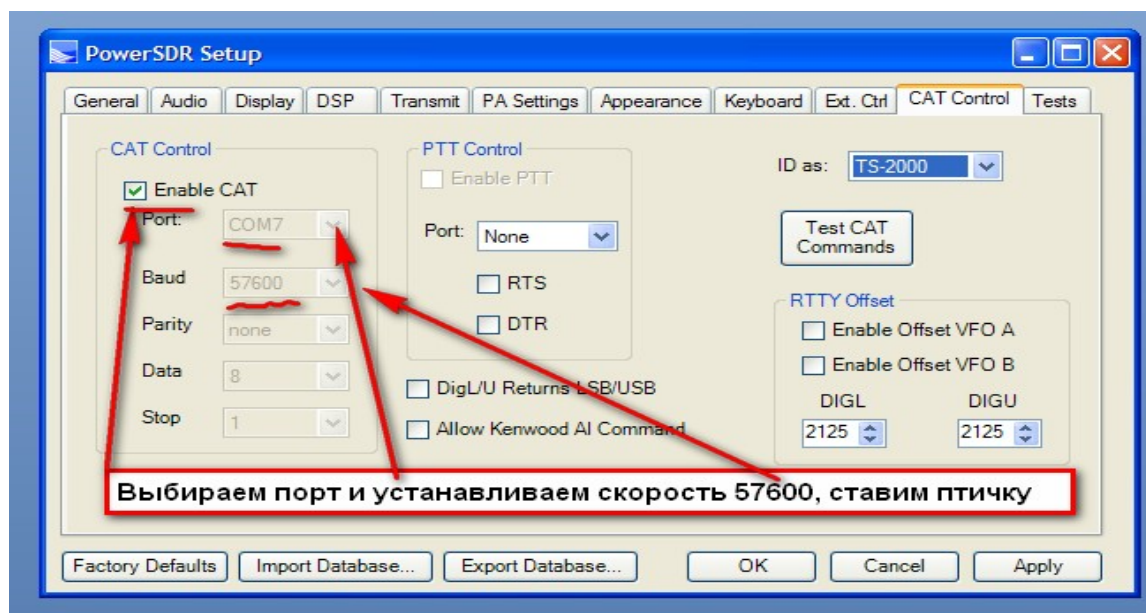 PowerSDR Setup
General Audio Display DSP Transmit PA Settings Appearance Keyboard Ext. Ctrl CAT Control Tests
CAT Control
Enable CAT
Port: COM7
Baud 57600
Parity none
Data 8
Stop 1
PTT Control
Enable PTT
Port: None
RTS
DTR
DigL/U Returns LSB/USB
Allow Kenwood AI Command
ID as: TS-2000
Test CAT
Commands
RTTY Offset
Enable Offset VFO A
Enable Offset VFO B
DIGL DIGU
2125 2125
Выбираем порт и устанавливаем скорость 57600, ставим птичку
Factory Defaults Import Database... Export Database... OK Cancel Apply